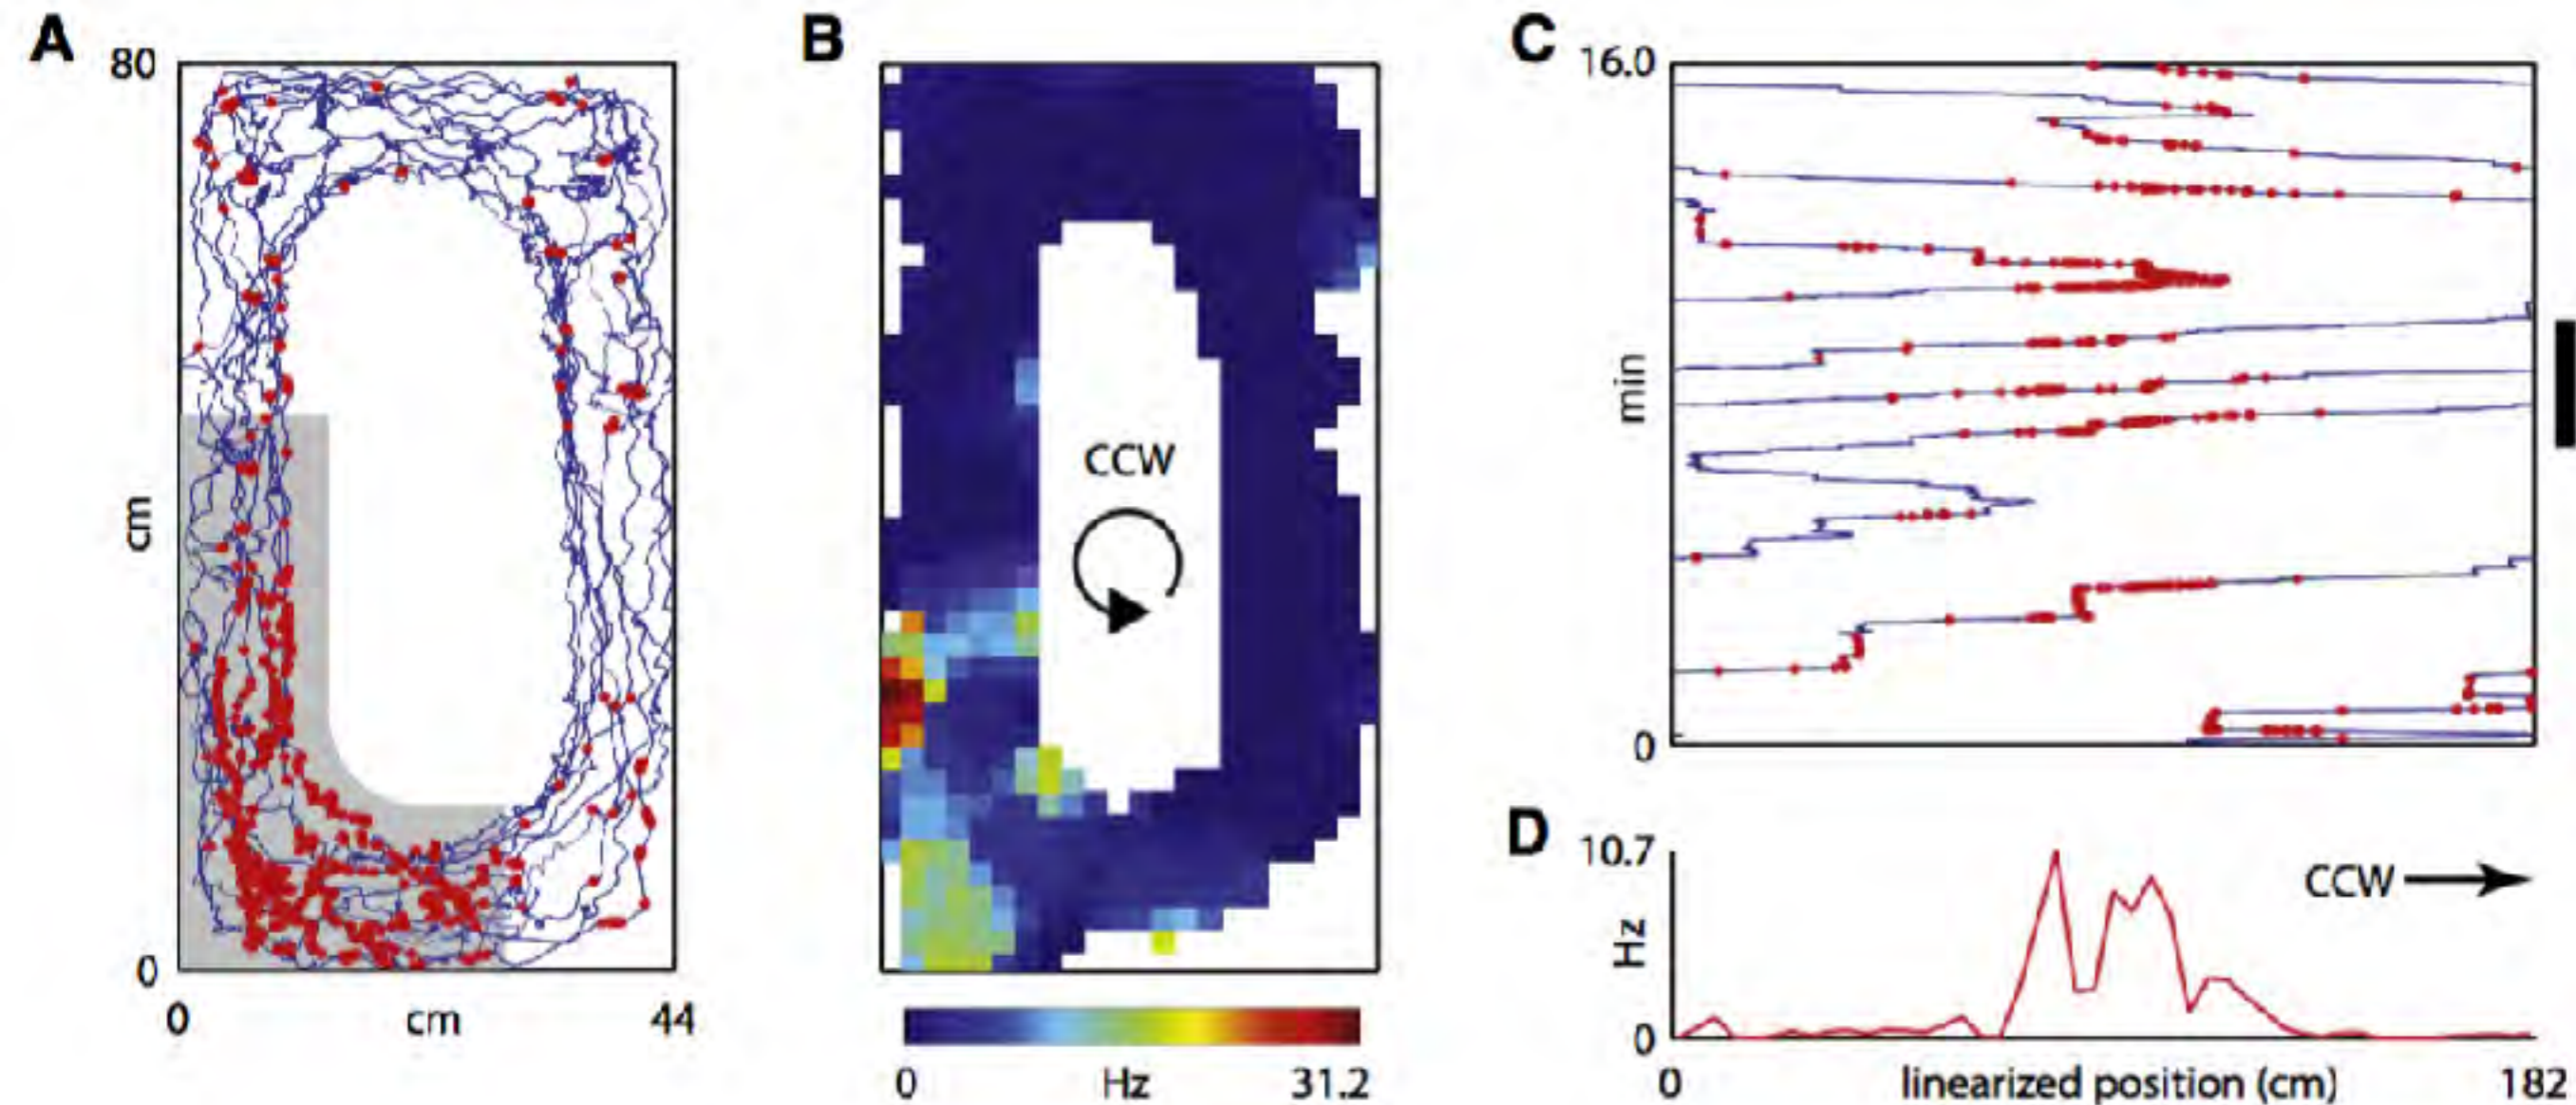 A
80
cm
0
0
cm
44
B
CCW
0
Hz
31.2
C
16.0
min
0
D
10.7
Hz
0
CCW
0
linearized position (cm)
182